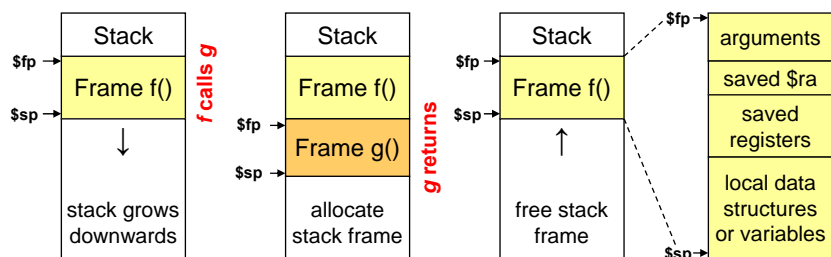 Stack
$fp
Frame f()
$sp
↓
stack grows
downwards
f calls g
Stack
Frame f()
$fp
Frame g()
$sp
allocate
stack frame
g returns
Stack
$fp
Frame f()
$sp
↑
free stack
frame
$fp
arguments
saved $ra
saved
registers
local data
structures
or variables
$sp